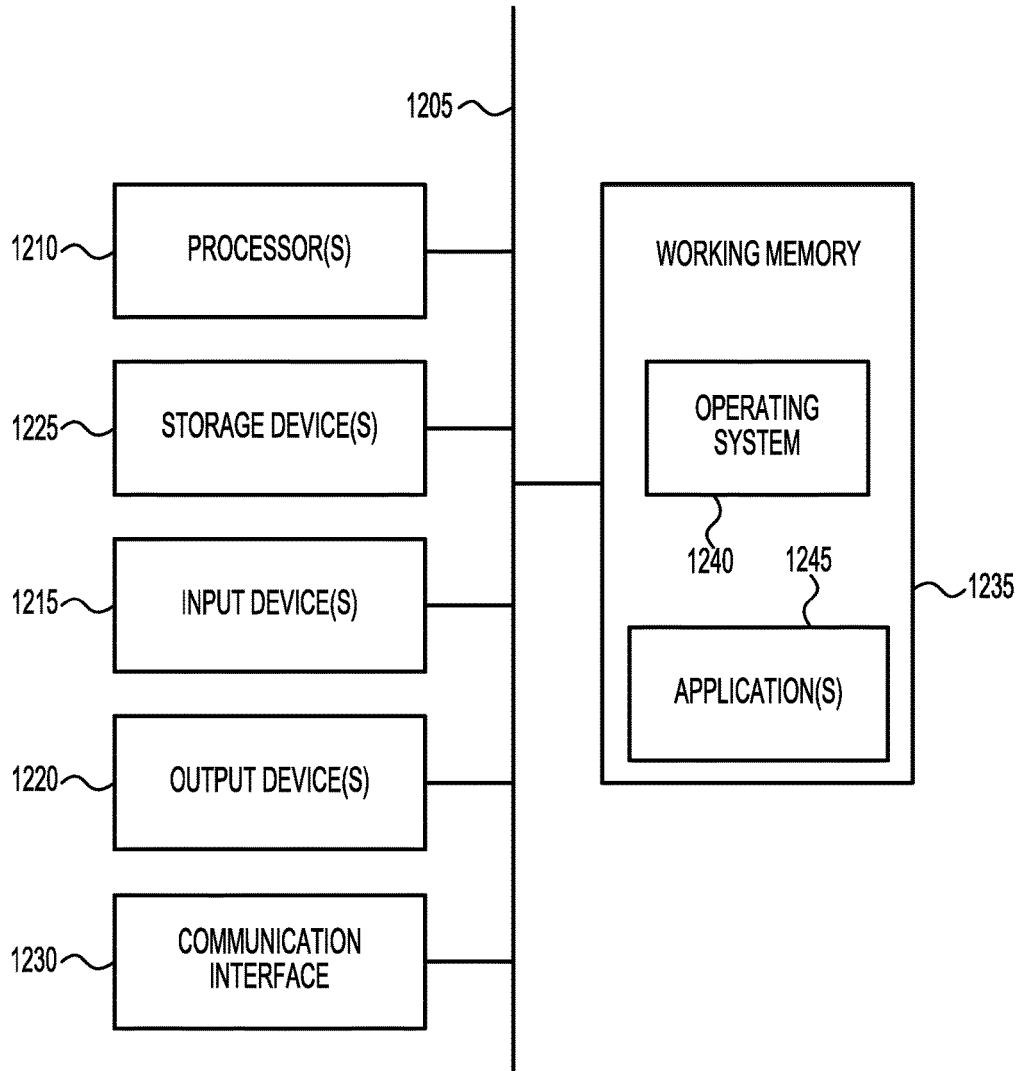 1205
1210
PROCESSOR(S)
WORKING MEMORY
1225
STORAGE DEVICE(S)
OPERATING
SYSTEM
1240
1245
1215
INPUT DEVICE(S)
1235
APPLICATION(S)
1220
OUTPUT DEVICE(S)
1230
COMMUNICATION
INTERFACE